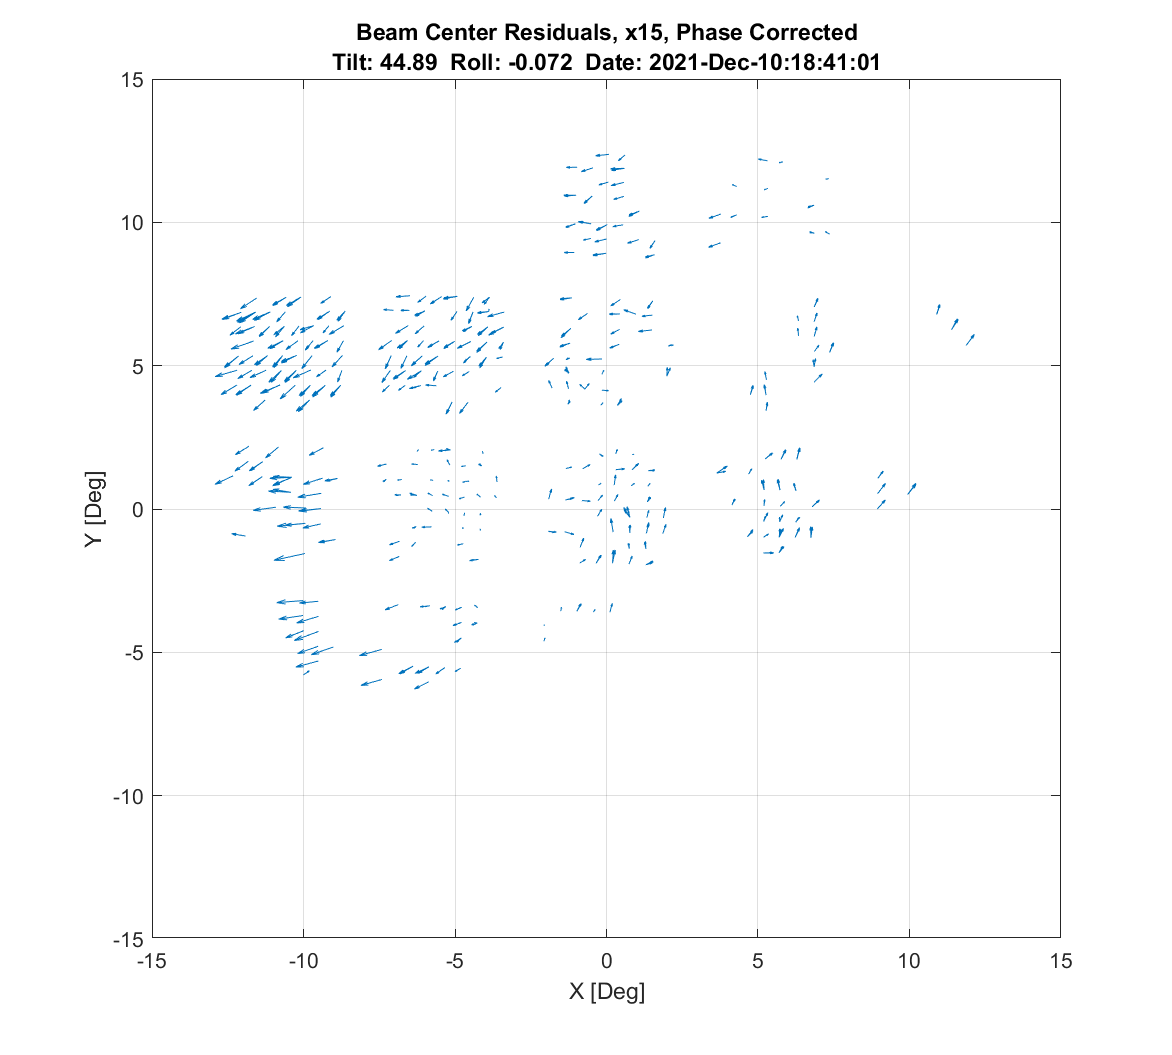 Beam Center Residuals, x15, Phase Corrected
Tilt: 44.89 Roll: -0.072 Date: 2021-Dec-10:18:41:01
15
10
5
0
-5
-10
-15
Y [Deg]
-15 -10 -5 0 5 10 15
X [Deg]